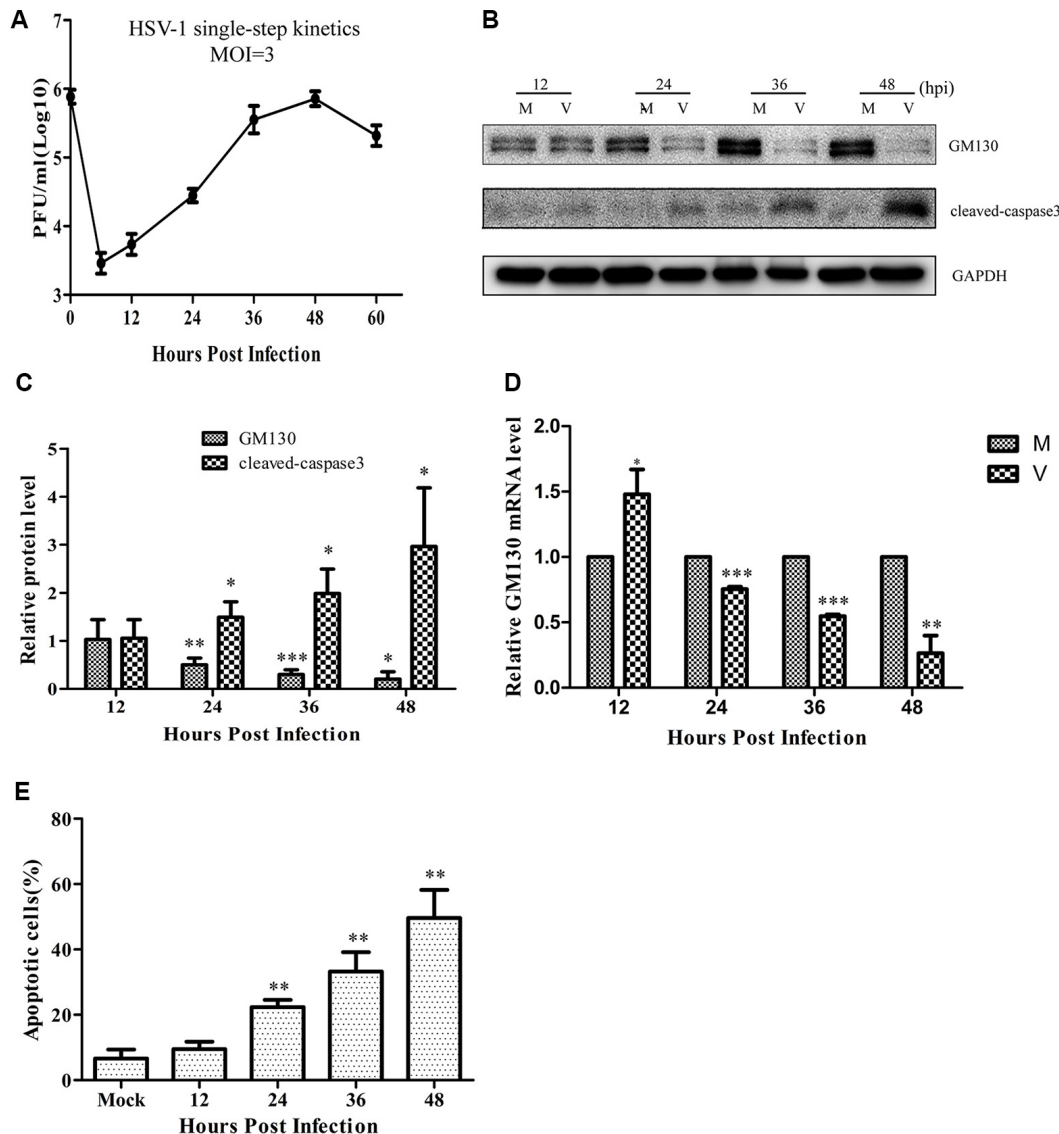 A
HSV-1 single-step kinetics
MOI=3
PFU/ml(Log10)
7
6
5
4
3
0 12 24 36 48 60
Hours Post Infection
B
12 24 36 48 (hpi)
M V M V M V M V
GM130
cleaved-caspase3
GAPDH
C
GM130
cleaved-caspase3
Relative protein level
5
4
3
2
1
0
** * *** * * *
12 24 36 48
Hours Post Infection
D
M
V
Relative GM130 mRNA level
2.0
1.5
1.0
0.5
0.0
* *** *** **
12 24 36 48
Hours Post Infection
E
Apoptotic cells(%)
80
60
40
20
0
** ** **
Mock 12 24 36 48
Hours Post Infection